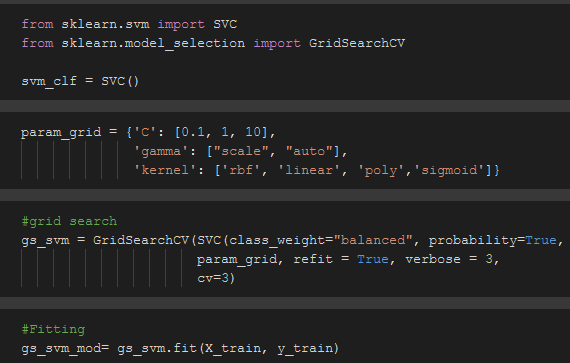 from sklearn.svm import SVC
from sklearn.model_selection import GridSearchCV
svm_clf = SVC()
param_grid = {'C': [0.1, 1, 10],
'gamma': ["scale", "auto"],
'kernel': ['rbf', 'linear', 'poly','sigmoid']}
#grid search
gs_svm = GridSearchCV(SVC(class_weight="balanced", probability=True,
param_grid, refit = True, verbose = 3,
cv=3)
#Fitting
gs_svm_mod= gs_svm.fit(X_train, y_train)